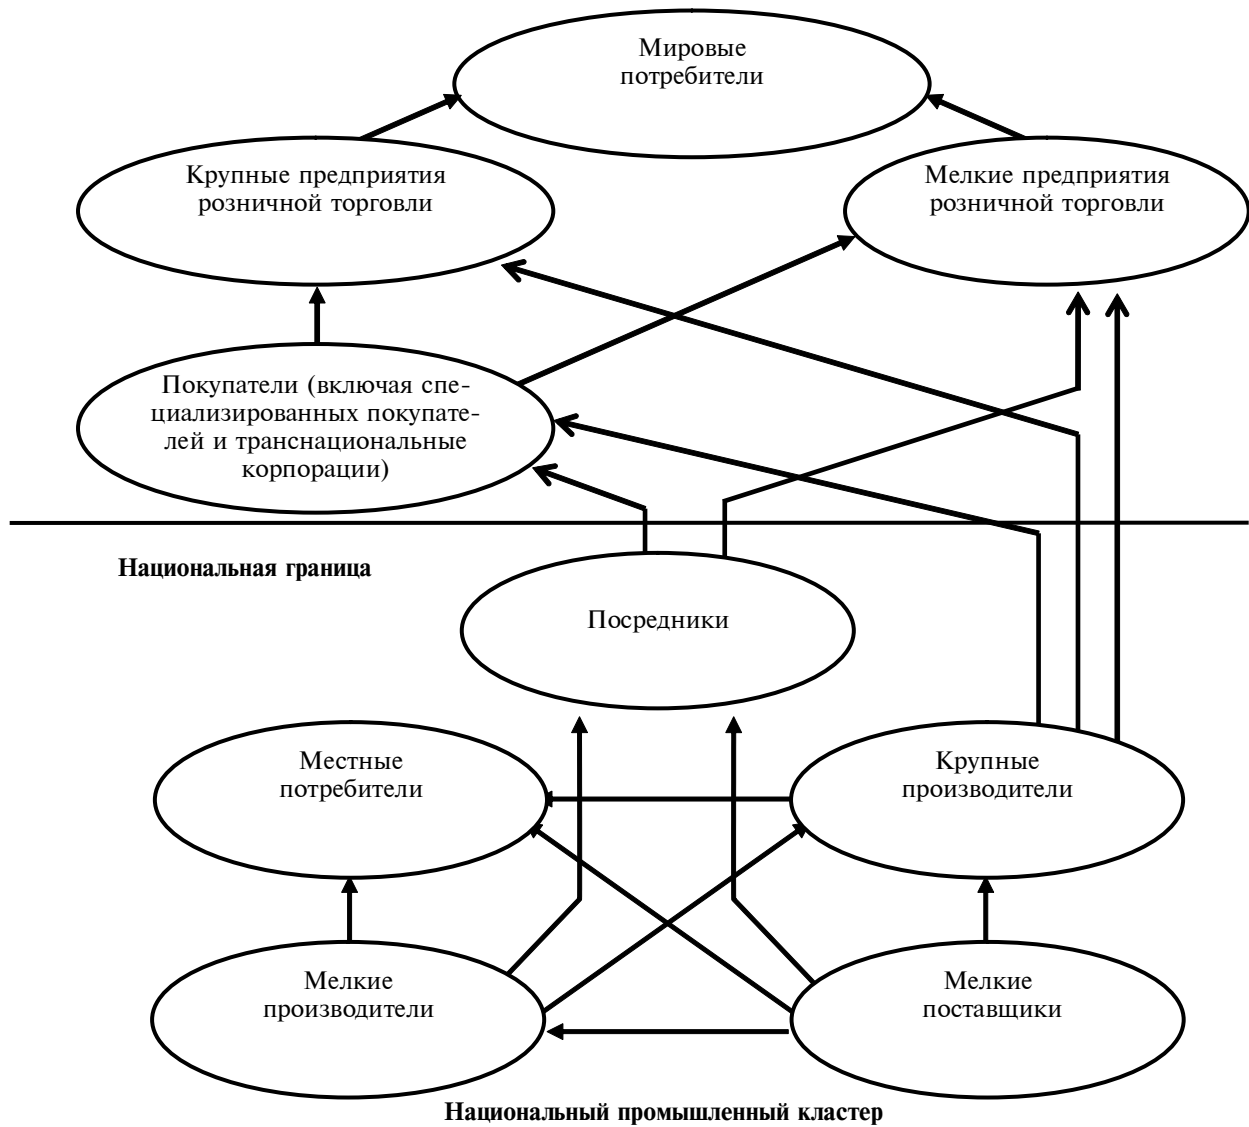 Мировые
потребители
Крупные предприятия
розничной торговли
Мелкие предприятия
розничной торговли
Покупатели (включая спе-
циализированных покупате-
лей и транснациональные
корпорации)
Национальная граница
Посредники
Местные
потребители
Крупные
производители
Мелкие
производители
Мелкие
поставщики
Национальный промышленный кластер